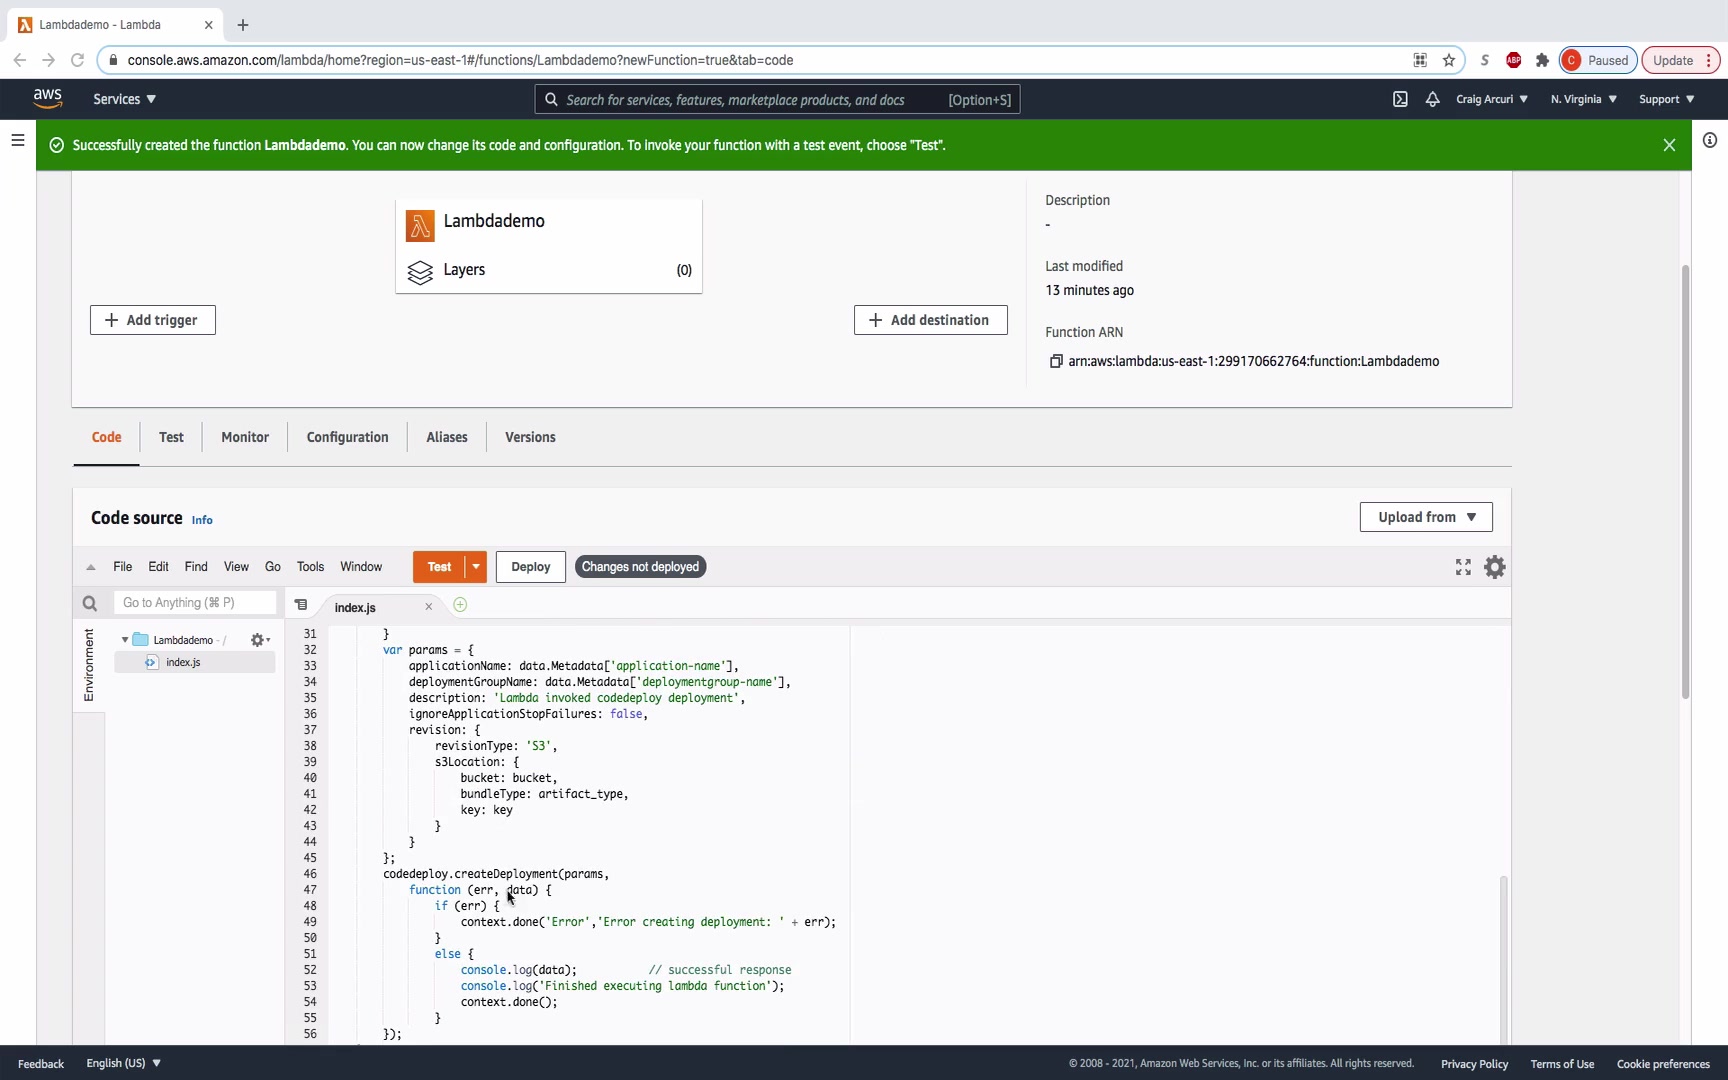 Lambdademo - Lambda
console.aws.amazon.com/lambda/home?region=us-east-1#/functions/Lambdademo?newFunction=true&tab=code
S ABP C Paused Update
aws Services ▼ Search for services, features, marketplace products, and docs [Option+S] Craig Arcuri ▼ N. Virginia ▼ Support ▼
Successfully created the function Lambdademo. You can now change its code and configuration. To invoke your function with a test event, choose "Test".
Lambdademo
Layers (0)
+ Add trigger
+ Add destination
Description
-
Last modified
13 minutes ago
Function ARN
arn:aws:lambda:us-east-1:299170662764:function:Lambdademo
Code Test Monitor Configuration Aliases Versions
Code source Info
Upload from ▼
File Edit Find View Go Tools Window Test Deploy Changes not deployed
Go to Anything (⌘ P)
index.js
Environment
Lambdademo - /
index.js
31 }
32 var params = {
33 applicationName: data.Metadata['application-name'],
34 deploymentGroupName: data.Metadata['deploymentgroup-name'],
35 description: 'Lambda invoked codedeploy deployment',
36 ignoreApplicationStopFailures: false,
37 revision: {
38 revisionType: 'S3',
39 s3Location: {
40 bucket: bucket,
41 bundleType: artifact_type,
42 key: key
43 }
44 }
45 };
46 codedeploy.createDeployment(params,
47 function (err, data) {
48 if (err) {
49 context.done('Error','Error creating deployment: ' + err);
50 }
51 else {
52 console.log(data); // successful response
53 console.log('Finished executing lambda function');
54 context.done();
55 }
56 });
Feedback English (US) ▼ © 2008 - 2021, Amazon Web Services, Inc. or its affiliates. All rights reserved. Privacy Policy Terms of Use Cookie preferences